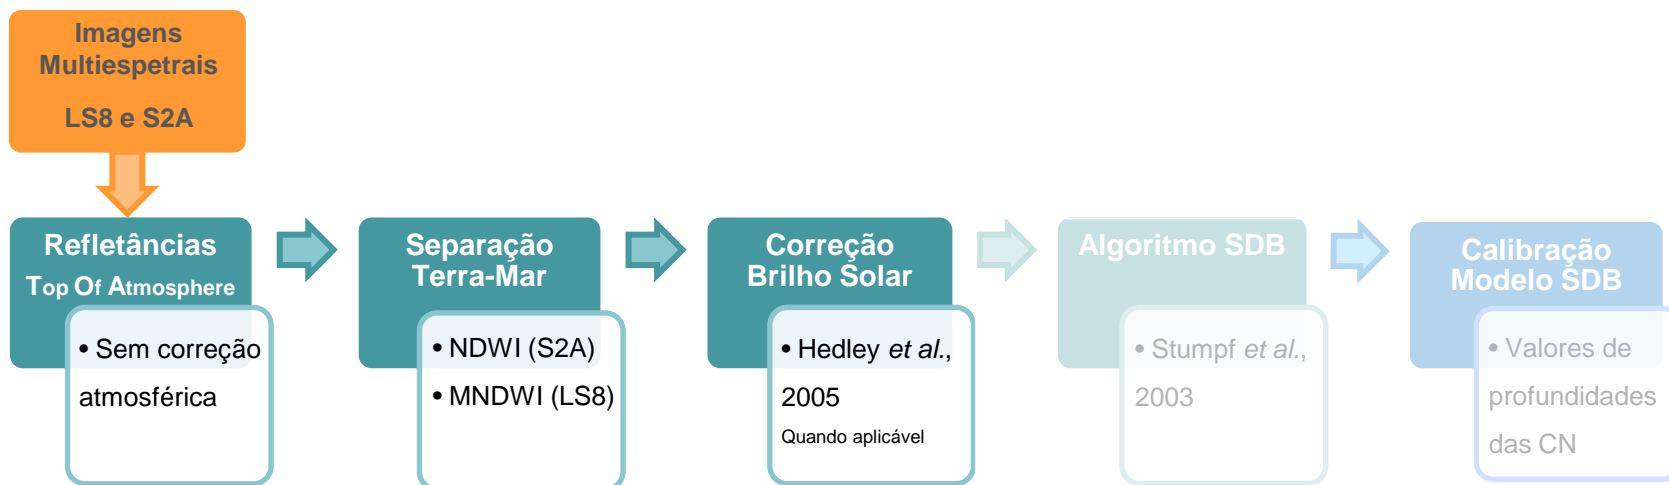 Imagens
Multiespetrais
LS8 e S2A
Refletâncias
Top Of Atmosphere
• Sem correção
atmosférica
Separação
Terra-Mar
• NDWI (S2A)
• MNDWI (LS8)
Correção
Brilho Solar
• Hedley et al.,
2005
Quando aplicável
Algoritmo SDB
• Stumpf et al.,
2003
Calibração
Modelo SDB
• Valores de
profundidades
das CN